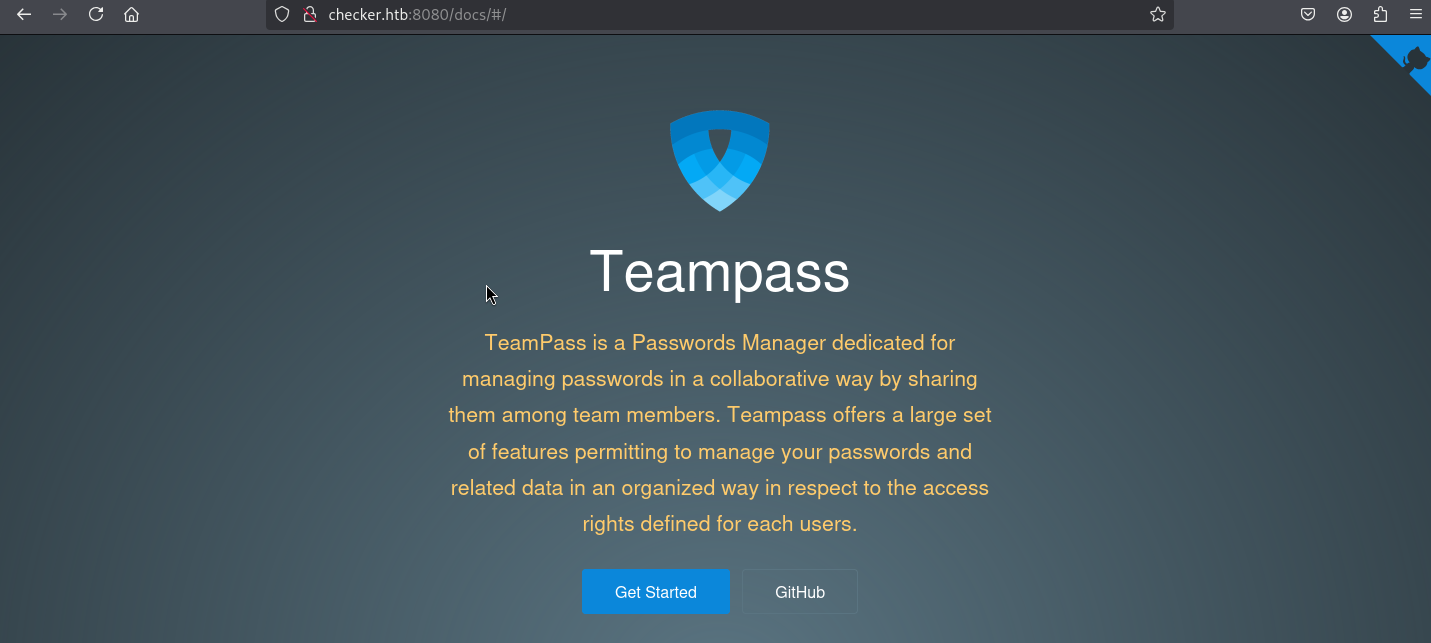 checker.htb:8080/docs/#/
Teampass
TeamPass is a Passwords Manager dedicated for
managing passwords in a collaborative way by sharing
them among team members. Teampass offers a large set
of features permitting to manage your passwords and
related data in an organized way in respect to the access
rights defined for each users.
Get Started
GitHub